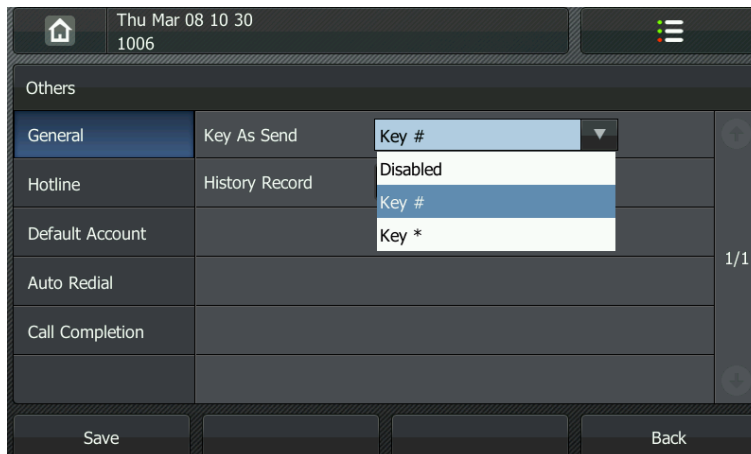 Thu Mar 08 10 30
1006
Others
General
Key As Send
Key #
Disabled
Hotline
History Record
Key #
Default Account
Key *
1/1
Auto Redial
Call Completion
Save
Back